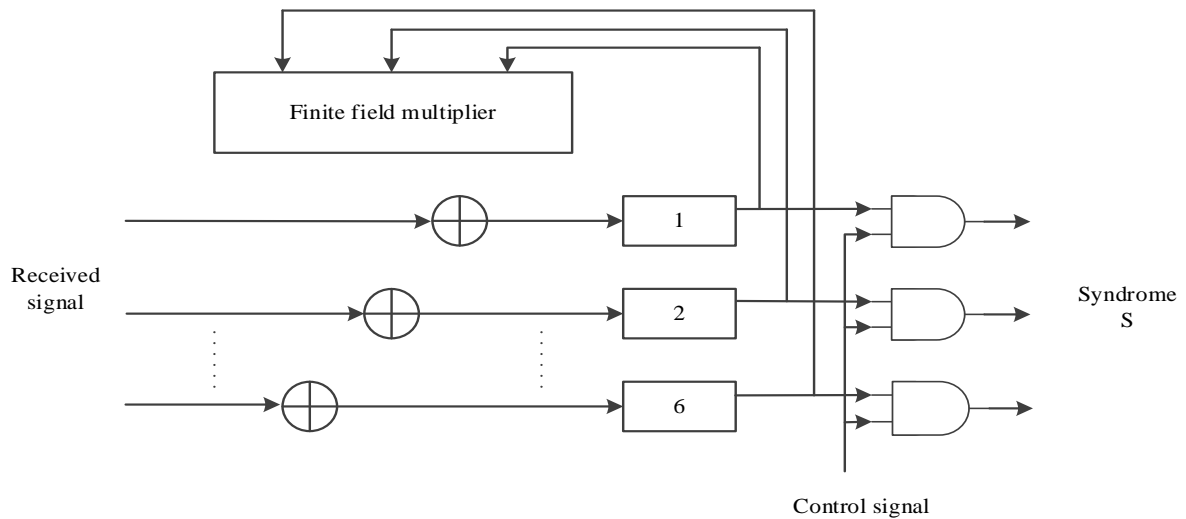 Finite field multiplier
1
Received
signal
2
Syndrome
S
6
Control signal